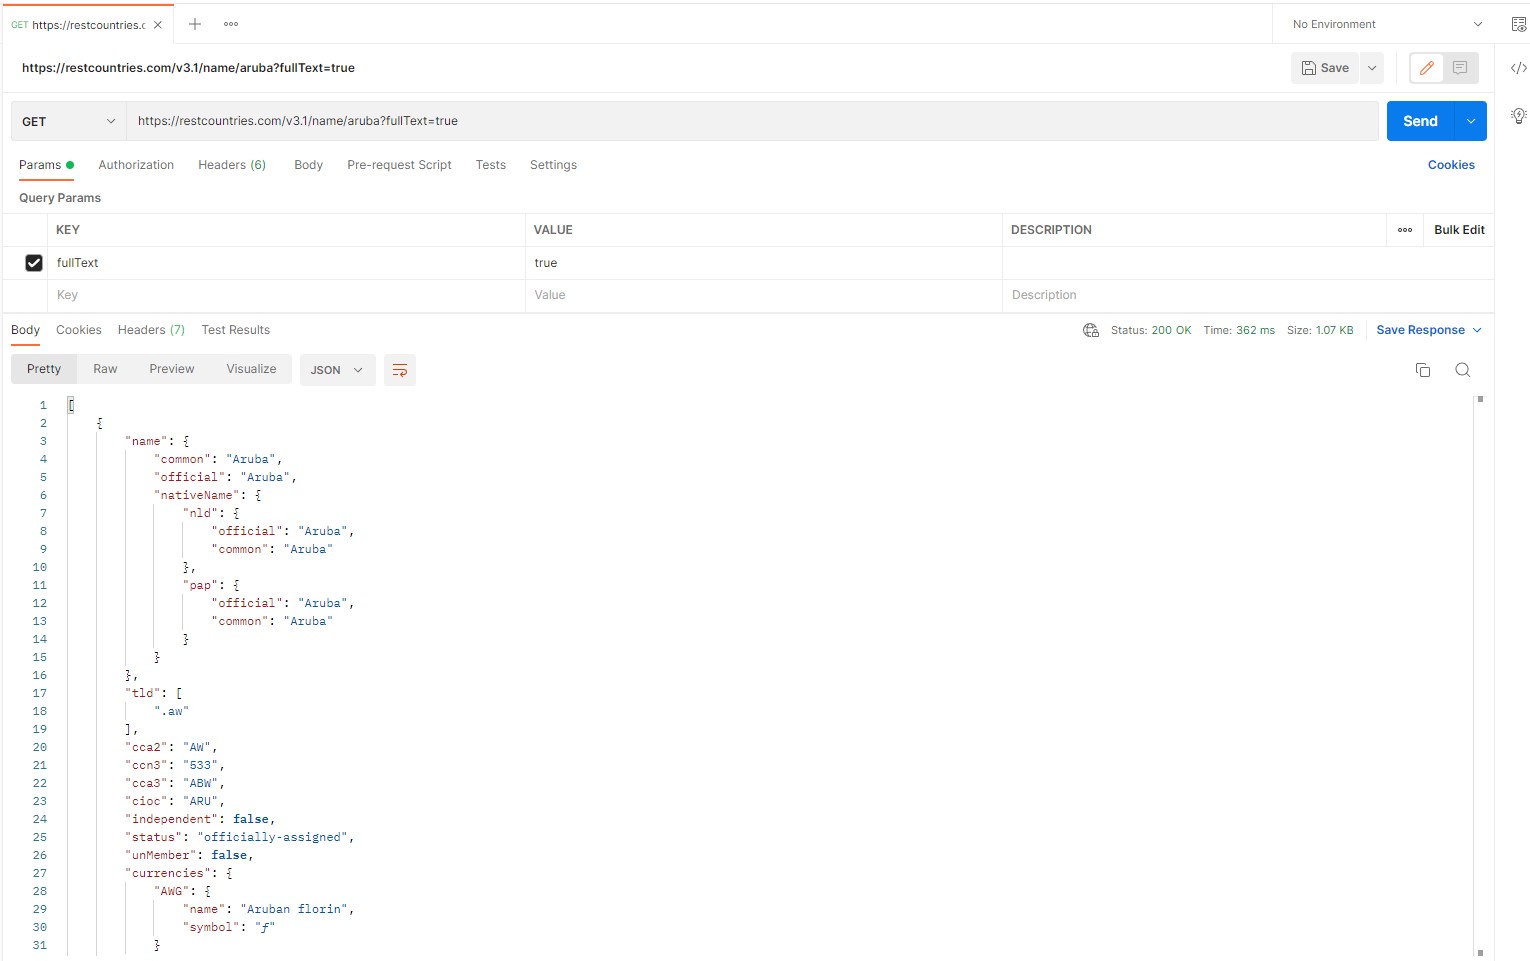 GET https://restcountries.c
No Environment
https://restcountries.com/v3.1/name/aruba?fullText=true
Save
GET https://restcountries.com/v3.1/name/aruba?fullText=true Send
Params Authorization Headers (6) Body Pre-request Script Tests Settings Cookies
Query Params
KEY VALUE DESCRIPTION Bulk Edit
fullText true
Key Value Description
Body Cookies Headers (7) Test Results Status: 200 OK Time: 362 ms Size: 1.07 KB Save Response
Pretty Raw Preview Visualize JSON
1 [
2 {
3 "name": {
4 "common": "Aruba",
5 "official": "Aruba",
6 "nativeName": {
7 "nld": {
8 "official": "Aruba",
9 "common": "Aruba"
10 },
11 "pap": {
12 "official": "Aruba",
13 "common": "Aruba"
14 }
15 }
16 },
17 "tld": [
18 ".aw"
19 ],
20 "cca2": "AW",
21 "ccn3": "533",
22 "cca3": "ABW",
23 "cioc": "ARU",
24 "independent": false,
25 "status": "officially-assigned",
26 "unMember": false,
27 "currencies": {
28 "AWG": {
29 "name": "Aruban florin",
30 "symbol": "ƒ"
31 }